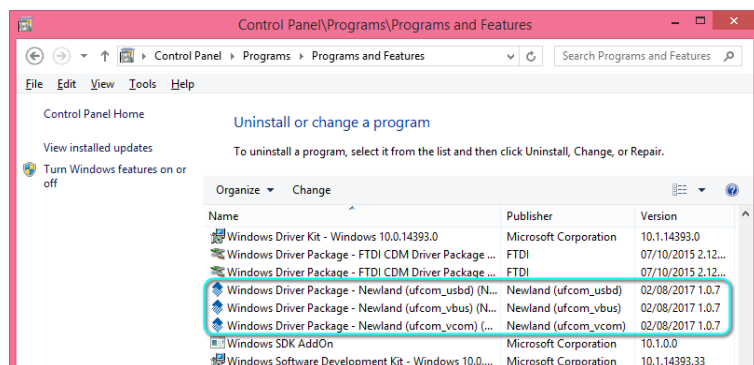 Control Panel\Programs\Programs and Features
Control Panel Programs Programs and Features Search Programs and Features
File Edit View Tools Help
Control Panel Home
View installed updates
Turn Windows features on or
off
Uninstall or change a program
To uninstall a program, select it from the list and then click Uninstall, Change, or Repair.
Organize Change
Name Publisher Version
Windows Driver Kit - Windows 10.0.14393.0 Microsoft Corporation 10.1.14393.0
Windows Driver Package - FTDI CDM Driver Package ... FTDI 07/10/2015 2.12...
Windows Driver Package - FTDI CDM Driver Package ... FTDI 07/10/2015 2.12...
Windows Driver Package - Newland (ufcom_usbd) (N... Newland (ufcom_usbd) 02/08/2017 1.0.7
Windows Driver Package - Newland (ufcom_vbus) (N... Newland (ufcom_vbus) 02/08/2017 1.0.7
Windows Driver Package - Newland (ufcom_vcom) (... Newland (ufcom_vcom) 02/08/2017 1.0.7
Windows SDK AddOn Microsoft Corporation 10.1.0.0
Windows Software Development Kit - Windows 10.0.... Microsoft Corporation 10.1.14393.33